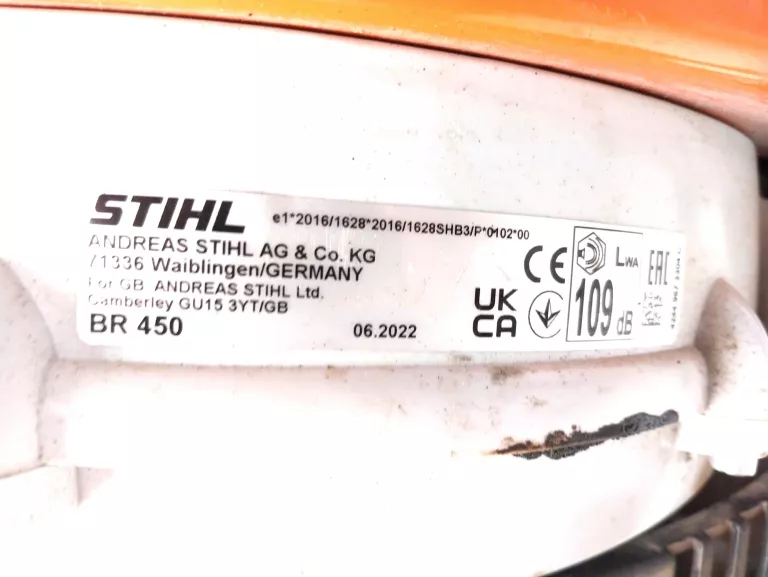 STIHL
e1*2016/1628*2016/1628SHB3/P*0102*00
ANDREAS STIHL AG & Co. KG
71336 Waiblingen/GERMANY
For GB ANDREAS STIHL Ltd.
Camberley GU15 3YT/GB
BR 450
06.2022
CE
UK
CA
LWA
109 dB
EAC